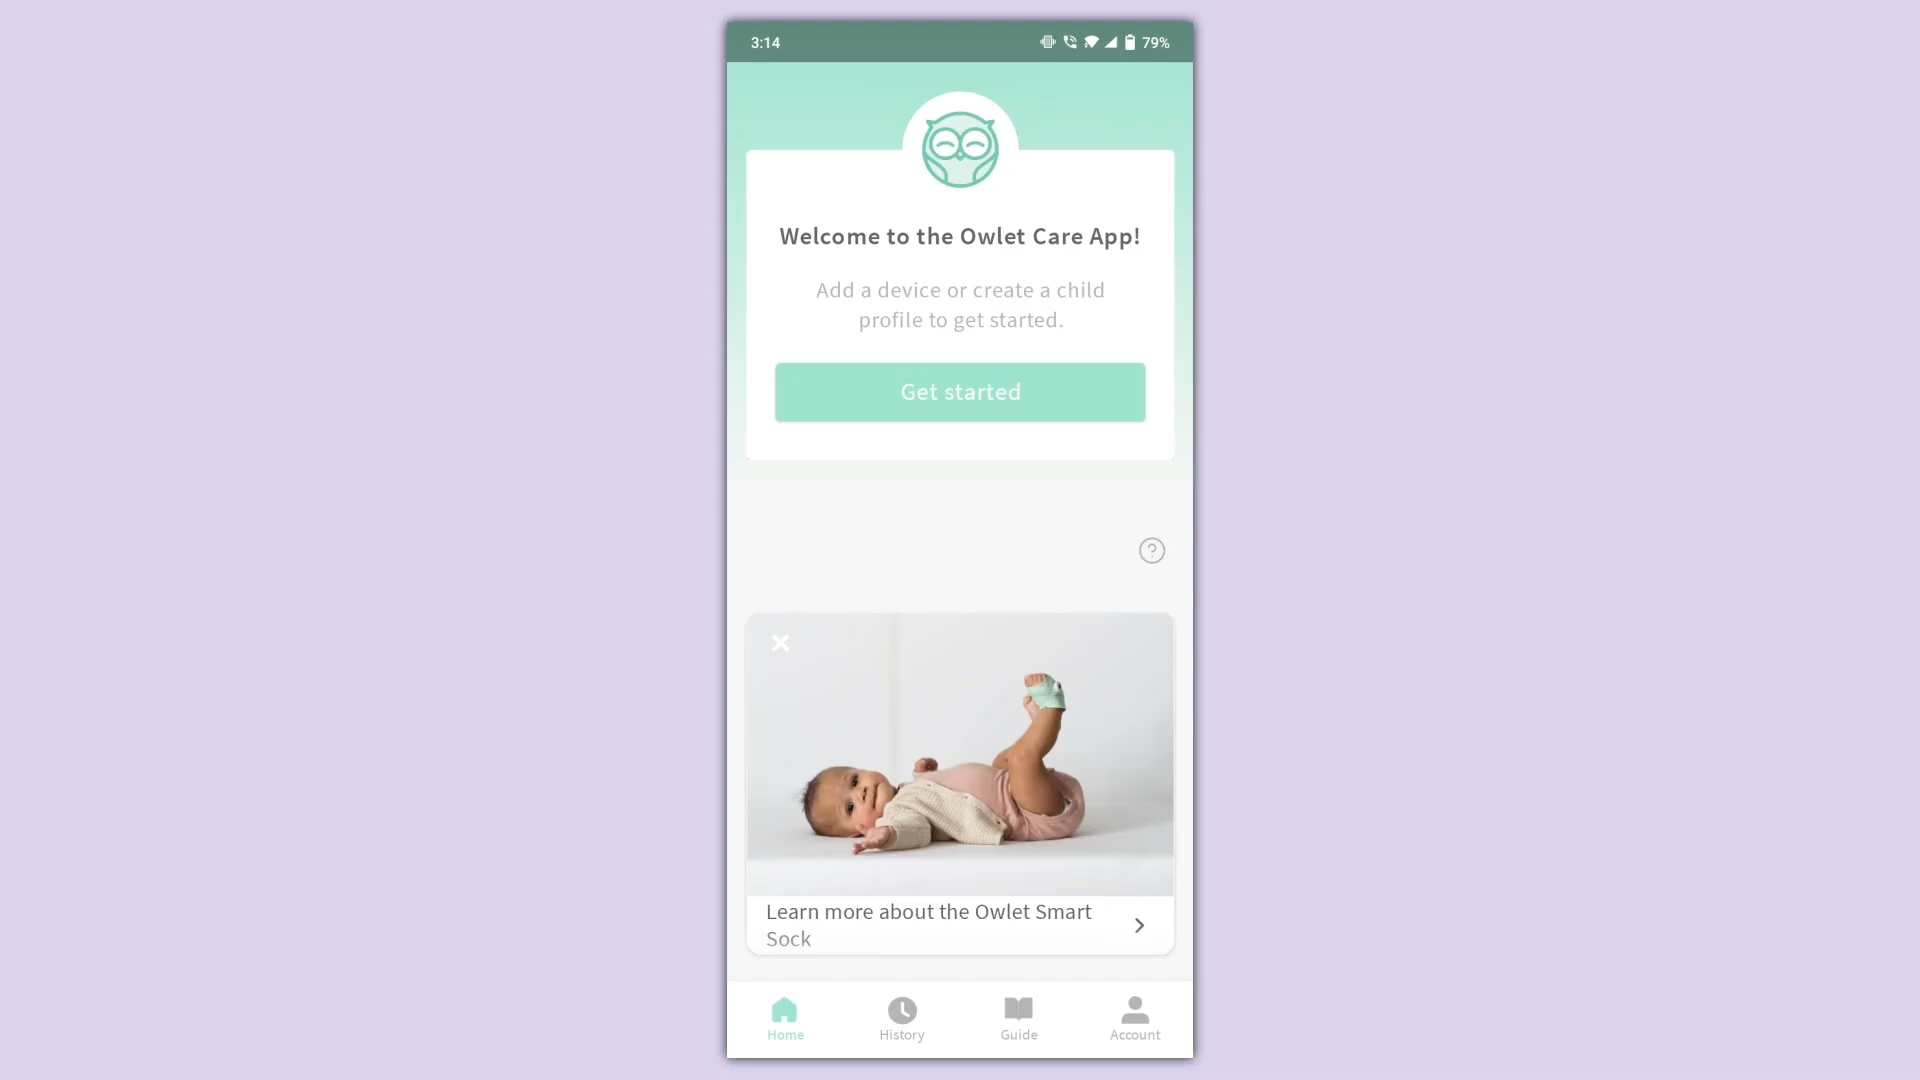 3:14
79%
Welcome to the Owlet Care App!
Add a device or create a child
profile to get started.
Get started
Learn more about the Owlet Smart
Sock
Home
History
Guide
Account